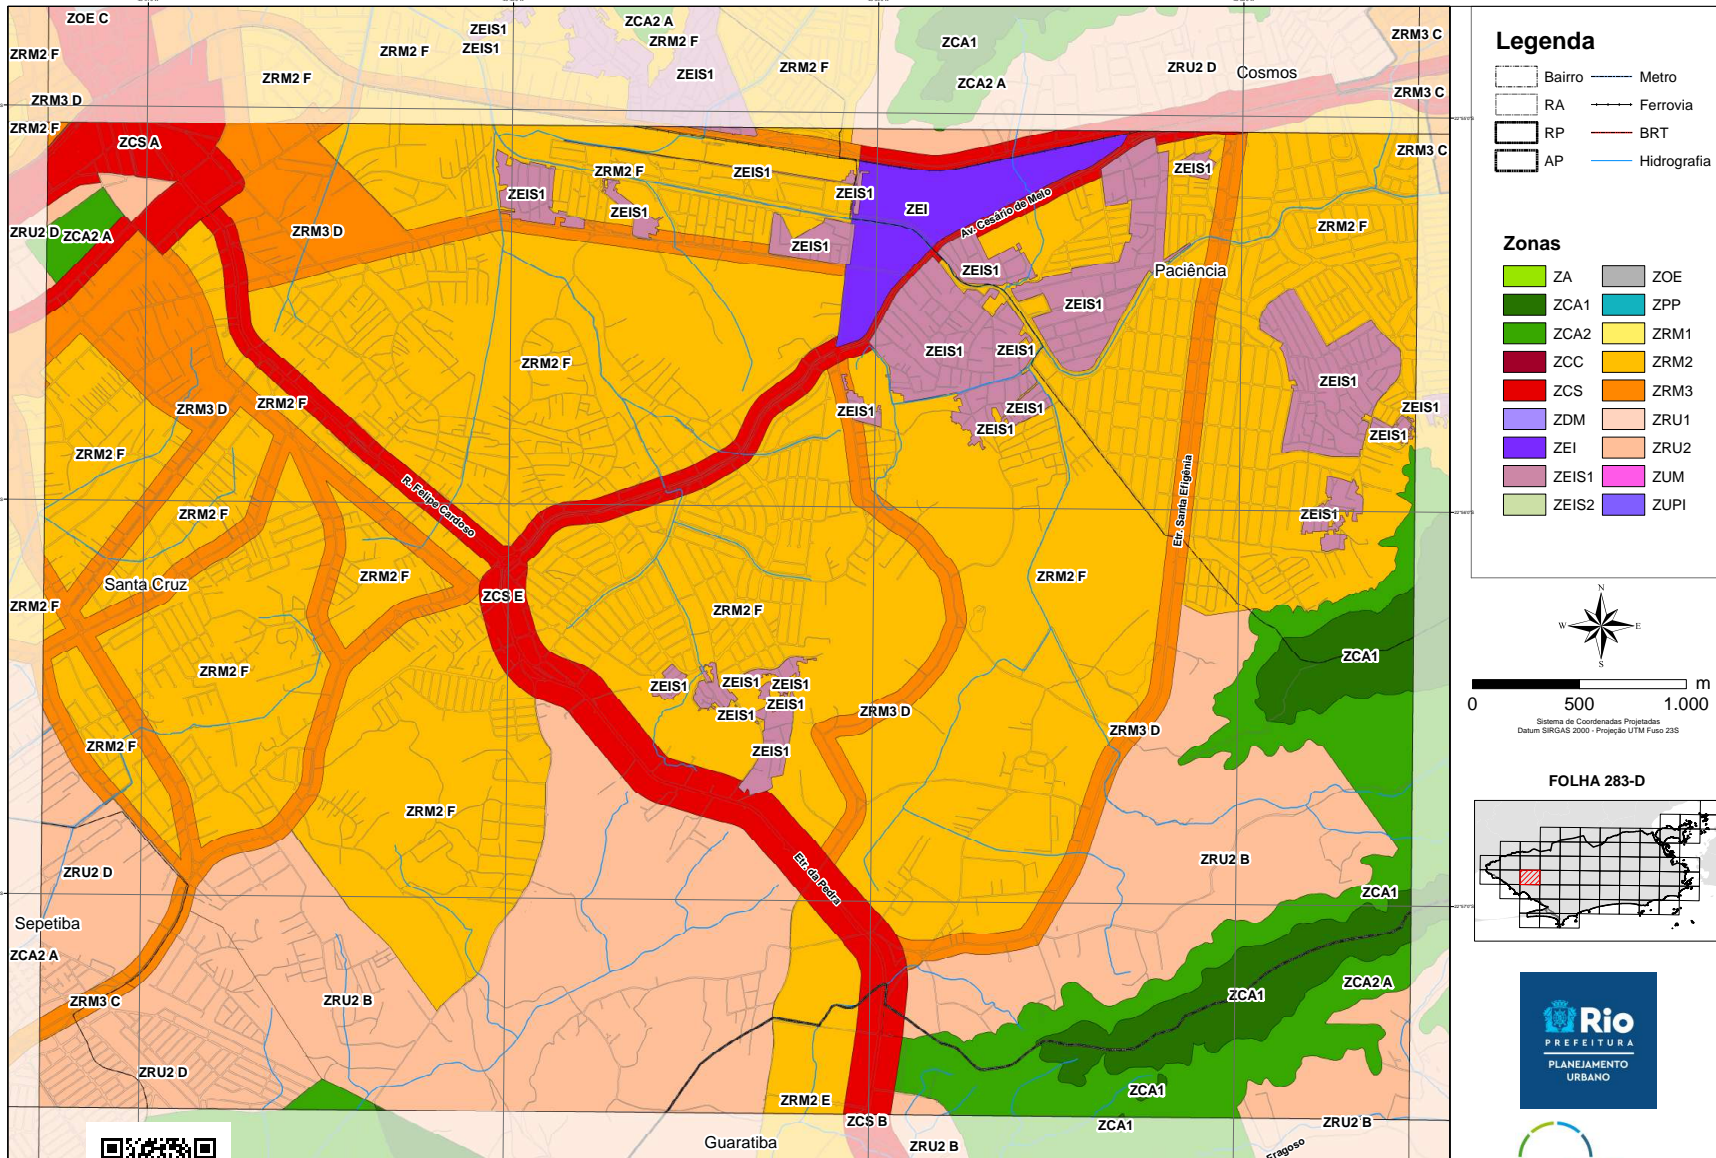 ZOE C
ZCA2 A
ZEIS1
ZRM2 F
ZRM2 F
ZEIS1
ZRM2 F
ZCA1
ZRM3 C
ZRM2 F
ZEIS1
ZRM2 F
ZRU2 D
Cosmos
ZRM3 D
ZCA2 A
ZRM3 C
ZRM2 F
ZCS A
ZRM3 C
ZRM2 F
ZEIS1
ZEIS1
ZEIS1
ZEIS1
ZEIS1
ZEIS1
ZEI
Av. Cesário de Melo
ZRU2 D
ZCA2 A
ZRM3 D
ZEIS1
ZRM2 F
ZEIS1
Paciência
ZEIS1
ZRM2 F
ZEIS1
ZEIS1
ZEIS1
ZRM3 D
ZRM2 F
ZEIS1
ZEIS1
ZEIS1
ZEIS1
ZEIS1
ZRM2 F
R. Felipe Cardoso
Etr. Santa Efigênia
ZRM2 F
ZEIS1
Santa Cruz
ZRM2 F
ZRM2 F
ZRM2 F
ZCS E
ZRM2 F
ZRM2 F
ZCA1
ZEIS1
ZEIS1
ZEIS1
ZEIS1
ZEIS1
ZRM3 D
ZRM3 D
ZRM2 F
ZEIS1
ZRM2 F
Etr. da Pedra
ZRU2 D
ZRU2 B
ZCA1
Sepetiba
ZCA2 A
ZRM3 C
ZRU2 B
ZCA1
ZCA2 A
ZRU2 D
ZRM2 E
ZCA1
ZCS B
ZCA1
ZRU2 B
Guaratiba
ZRU2 B
Fragoso
Legenda
Bairro
Metro
RA
Ferrovia
RP
BRT
AP
Hidrografia
Zonas
ZA
ZOE
ZCA1
ZPP
ZCA2
ZRM1
ZCC
ZRM2
ZCS
ZRM3
ZDM
ZRU1
ZEI
ZRU2
ZEIS1
ZUM
ZEIS2
ZUPI
N
W
E
S
m
0 500 1.000
Sistema de Coordenadas Projetadas
Datum SIRGAS 2000 - Projeção UTM Fuso 23S
FOLHA 283-D
Rio
PREFEITURA
PLANEJAMENTO
URBANO